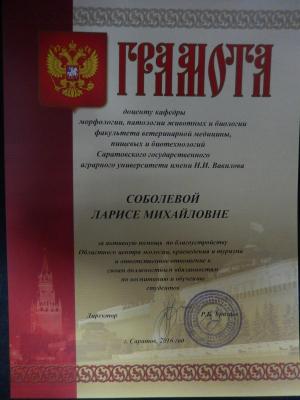 ГРАМОТА
доценту кафедры
морфологии, патологии животных и биологии
факультета ветеринарной медицины,
пищевых и биотехнологий
Саратовского государственного
аграрного университета имени Н.И. Вавилова
СОБОЛЕВОЙ
ЛАРИСЕ МИХАЙЛОВНЕ
за активную помощь по благоустройству
Областного центра экологии, краеведения и туризма
и ответственное отношение к
своим должностным обязанностям
по воспитанию и обучению
студентов
Директор Р.В.
г. Саратов, 2016 год